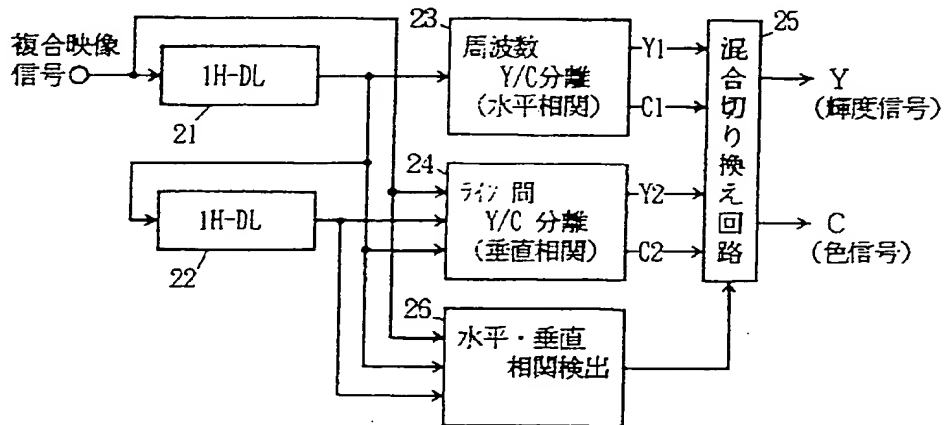 複合映像
信号
1H-DL
21
1H-DL
22
23
周波数
Y/C分離
(水平相関)
Y1
C1
24
ライン間
Y/C 分離
(垂直相関)
Y2
C2
26
水平・垂直
相関検出
25
混合切り換え回路
Y
(輝度信号)
C
(色信号)